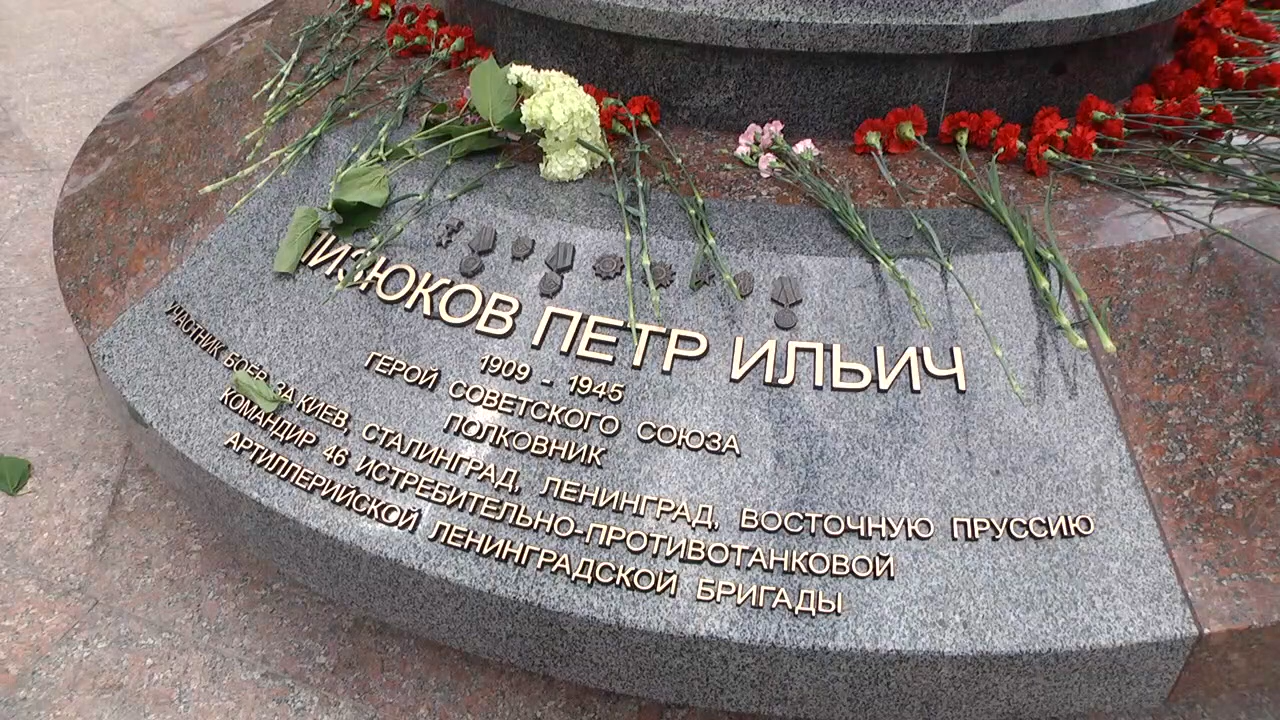 ЛИЗЮКОВ ПЕТР ИЛЬИЧ
1909 - 1945
ГЕРОЙ СОВЕТСКОГО СОЮЗА
ПОЛКОВНИК
УЧАСТНИК БОЕВ ЗА КИЕВ, СТАЛИНГРАД, ЛЕНИНГРАД, ВОСТОЧНУЮ ПРУССИЮ
КОМАНДИР 46 ИСТРЕБИТЕЛЬНО-ПРОТИВОТАНКОВОЙ
АРТИЛЛЕРИЙСКОЙ ЛЕНИНГРАДСКОЙ БРИГАДЫ